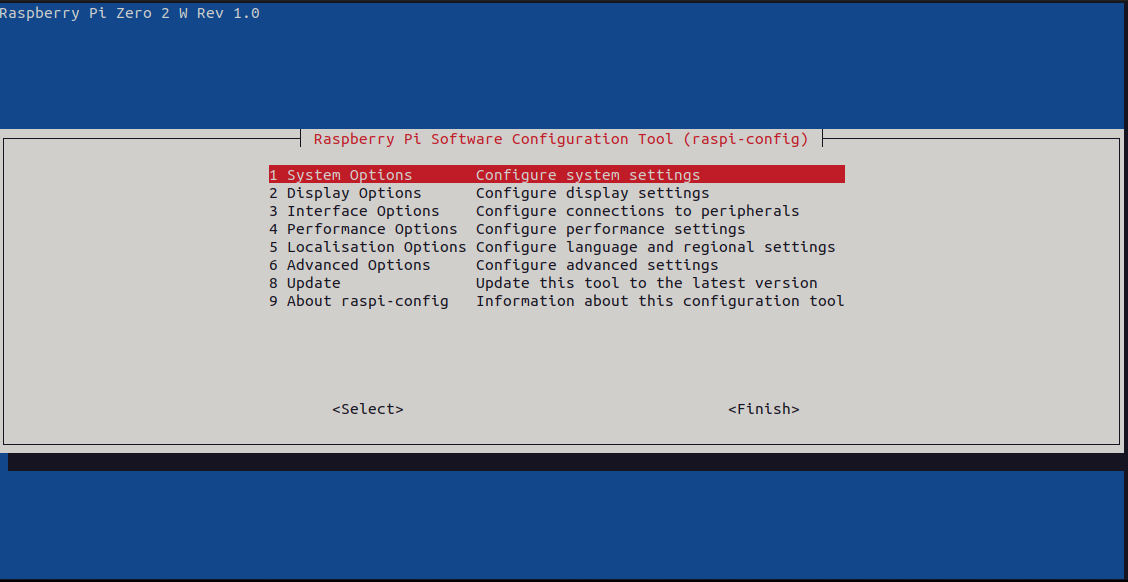 Raspberry Pi Zero 2 W Rev 1.0
Raspberry Pi Software Configuration Tool (raspi-config)
1 System Options Configure system settings
2 Display Options Configure display settings
3 Interface Options Configure connections to peripherals
4 Performance Options Configure performance settings
5 Localisation Options Configure language and regional settings
6 Advanced Options Configure advanced settings
8 Update Update this tool to the latest version
9 About raspi-config Information about this configuration tool
<Select> <Finish>